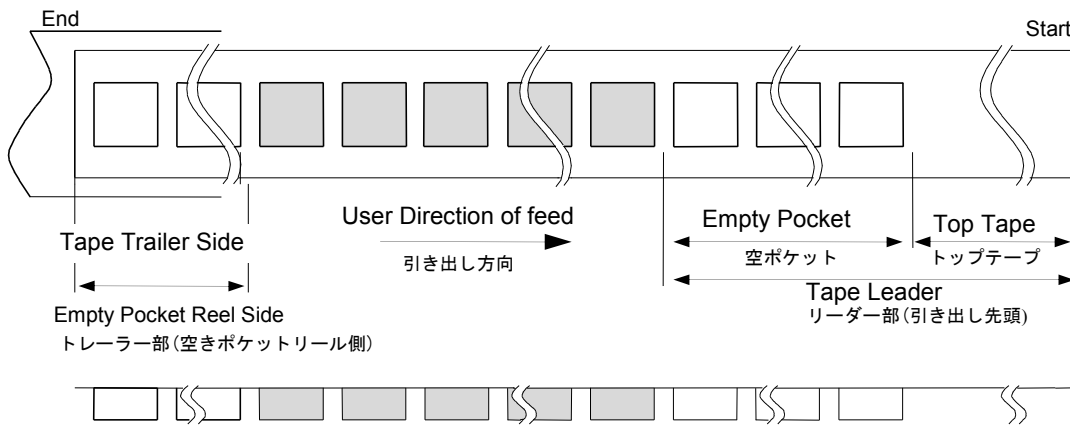 End
Start
User Direction of feed
引き出し方向
Empty Pocket
空ポケット
Top Tape
トップテープ
Tape Trailer Side
Tape Leader
リーダー部(引き出し先頭)
Empty Pocket Reel Side
トレーラー部(空きポケットリール側)